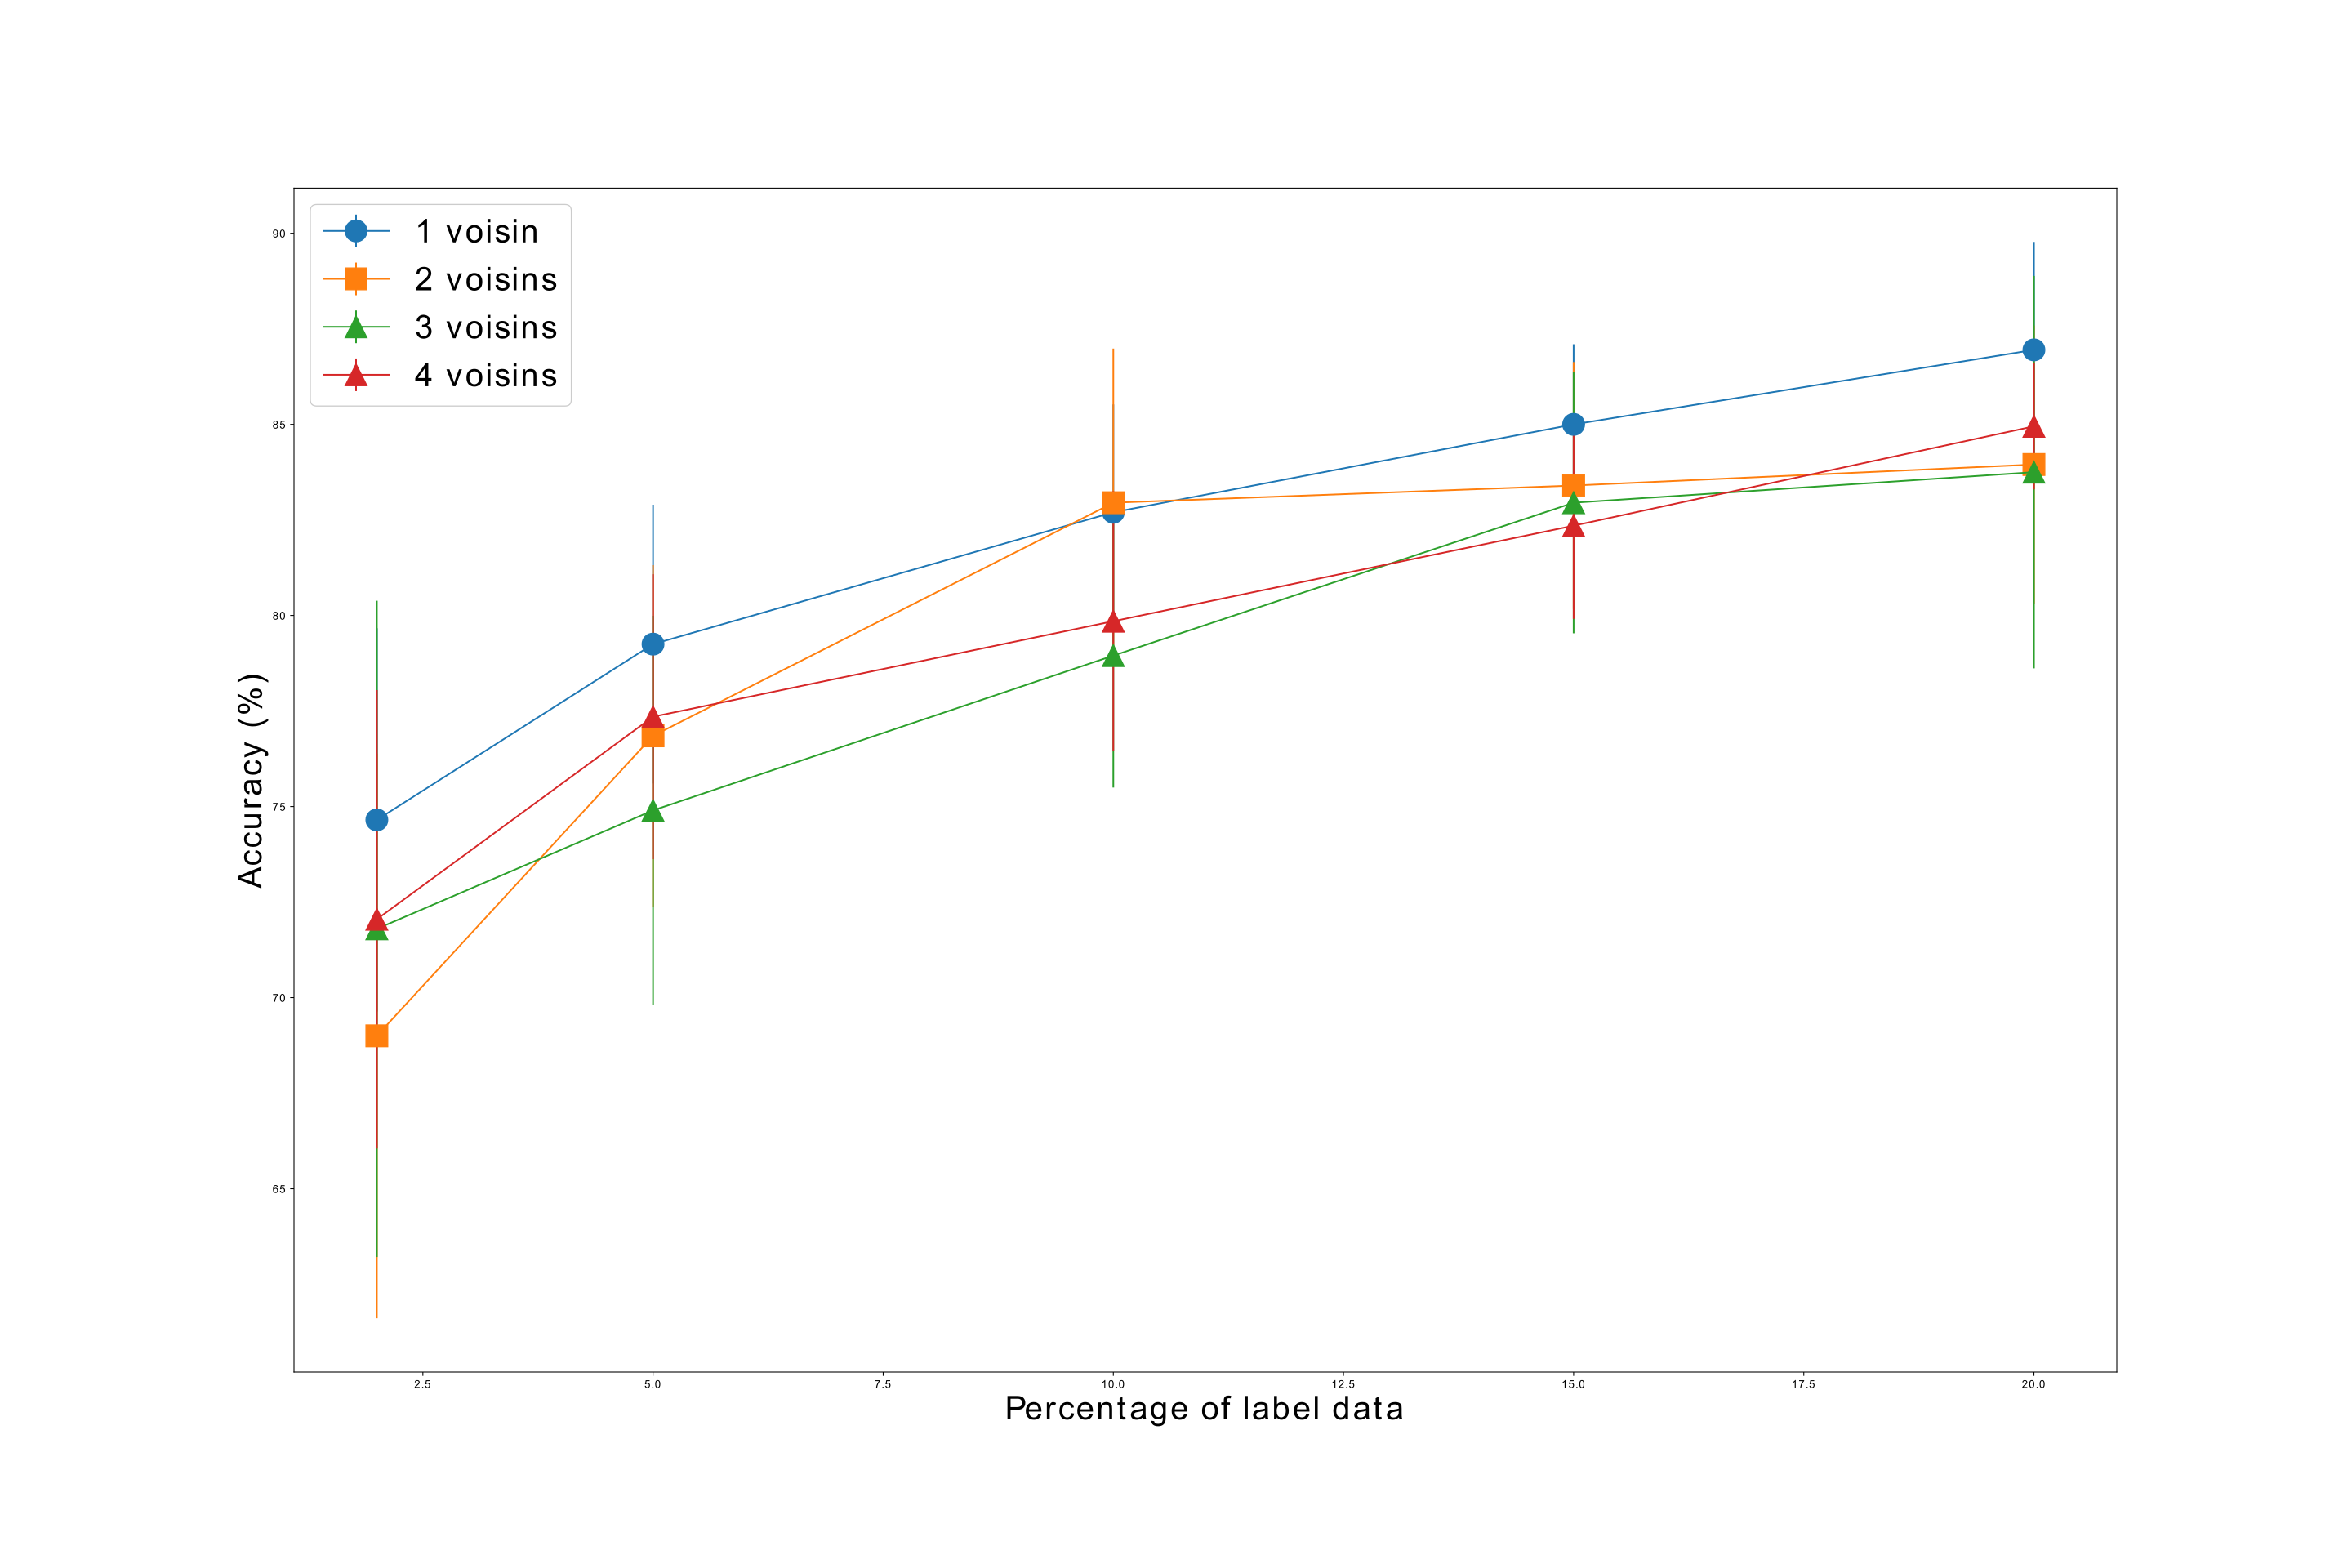 1 voisin
2 voisins
3 voisins
4 voisins
90
85
80
75
70
65
Accuracy (%)
2.5 5.0 7.5 10.0 12.5 15.0 17.5 20.0
Percentage of label data